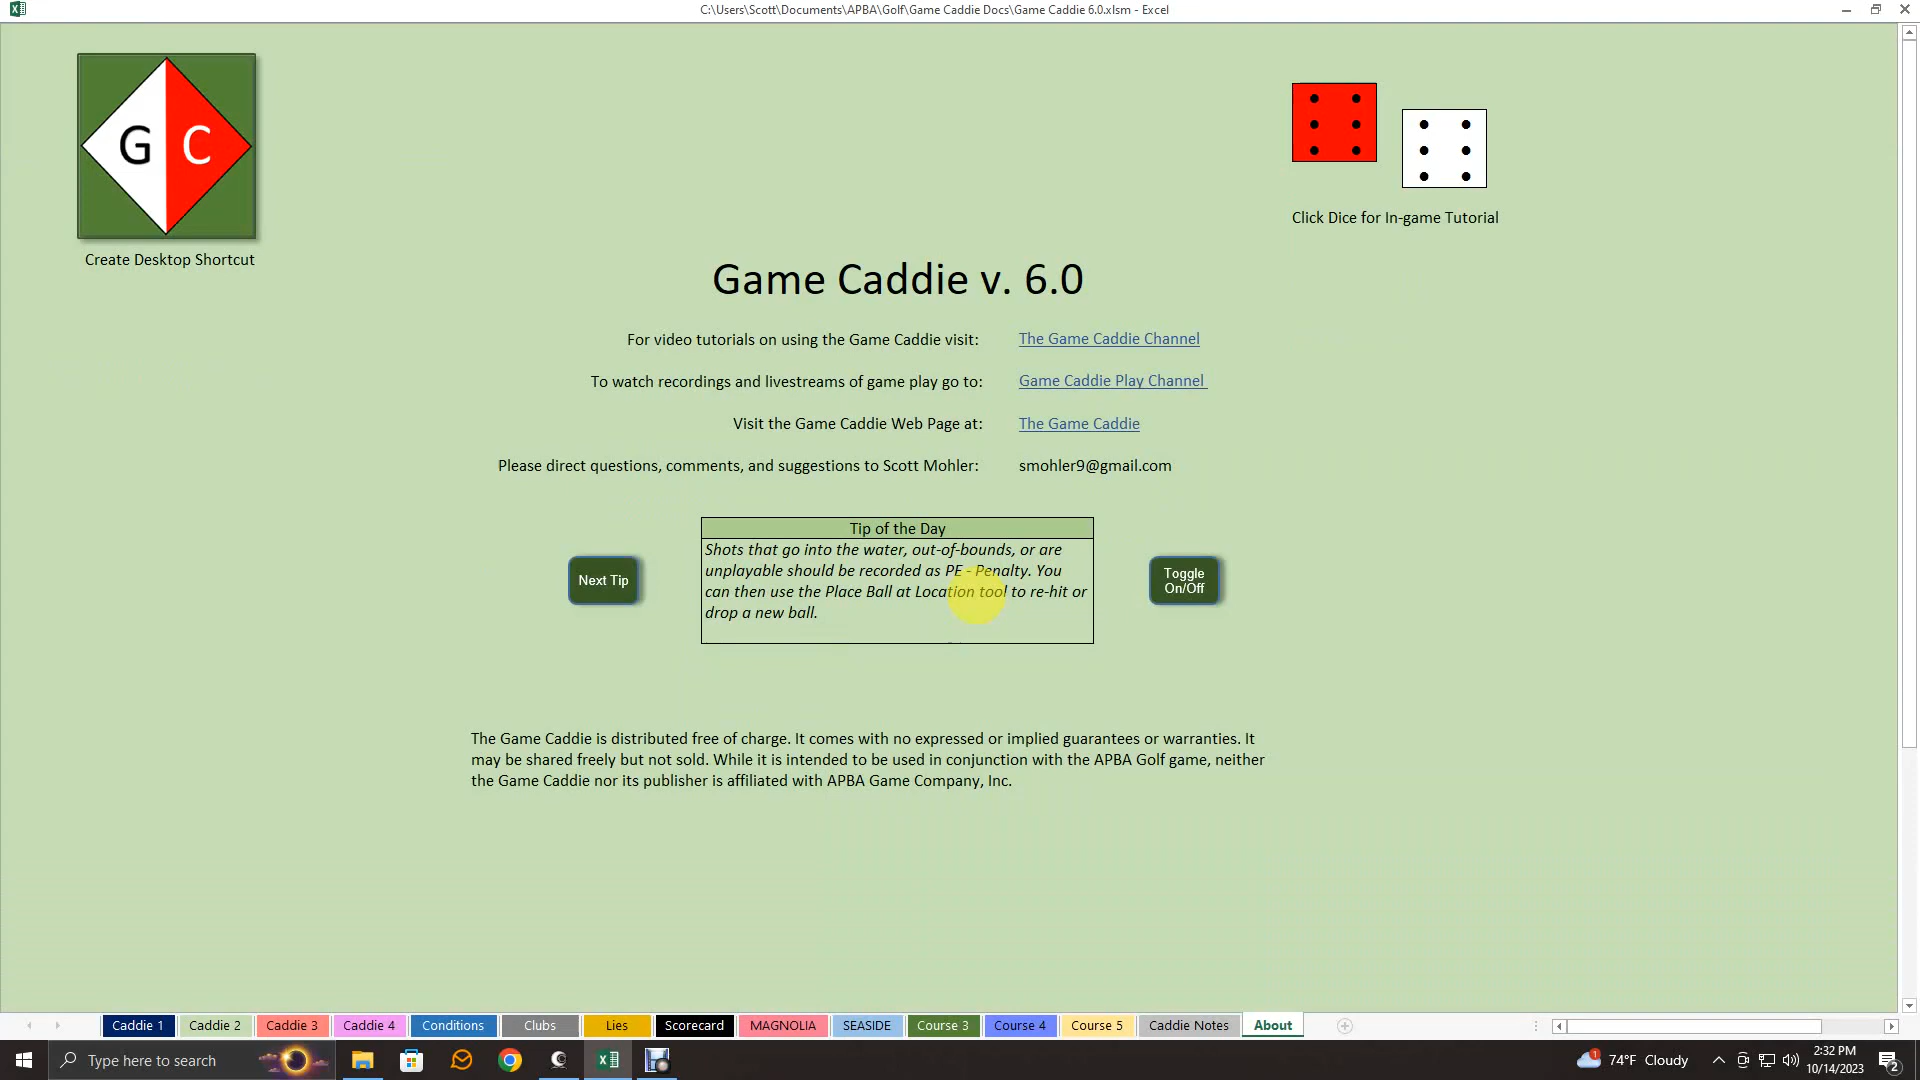 C:\Users\Scott\Documents\APBA\Golf\Game Caddie Docs\Game Caddie 6.0.xlsm - Excel
G C
Create Desktop Shortcut
Click Dice for In-game Tutorial
Game Caddie v. 6.0
For video tutorials on using the Game Caddie visit: The Game Caddie Channel
To watch recordings and livestreams of game play go to: Game Caddie Play Channel
Visit the Game Caddie Web Page at: The Game Caddie
Please direct questions, comments, and suggestions to Scott Mohler: smohler9@gmail.com
Tip of the Day
Shots that go into the water, out-of-bounds, or are
unplayable should be recorded as PE - Penalty. You
can then use the Place Ball at Location tool to re-hit or
drop a new ball.
Next Tip
Toggle
On/Off
The Game Caddie is distributed free of charge. It comes with no expressed or implied guarantees or warranties. It
may be shared freely but not sold. While it is intended to be used in conjunction with the APBA Golf game, neither
the Game Caddie nor its publisher is affiliated with APBA Game Company, Inc.
Caddie 1 Caddie 2 Caddie 3 Caddie 4 Conditions Clubs Lies Scorecard MAGNOLIA SEASIDE Course 3 Course 4 Course 5 Caddie Notes About
Type here to search
1
74°F Cloudy
2:32 PM
10/14/2023
2